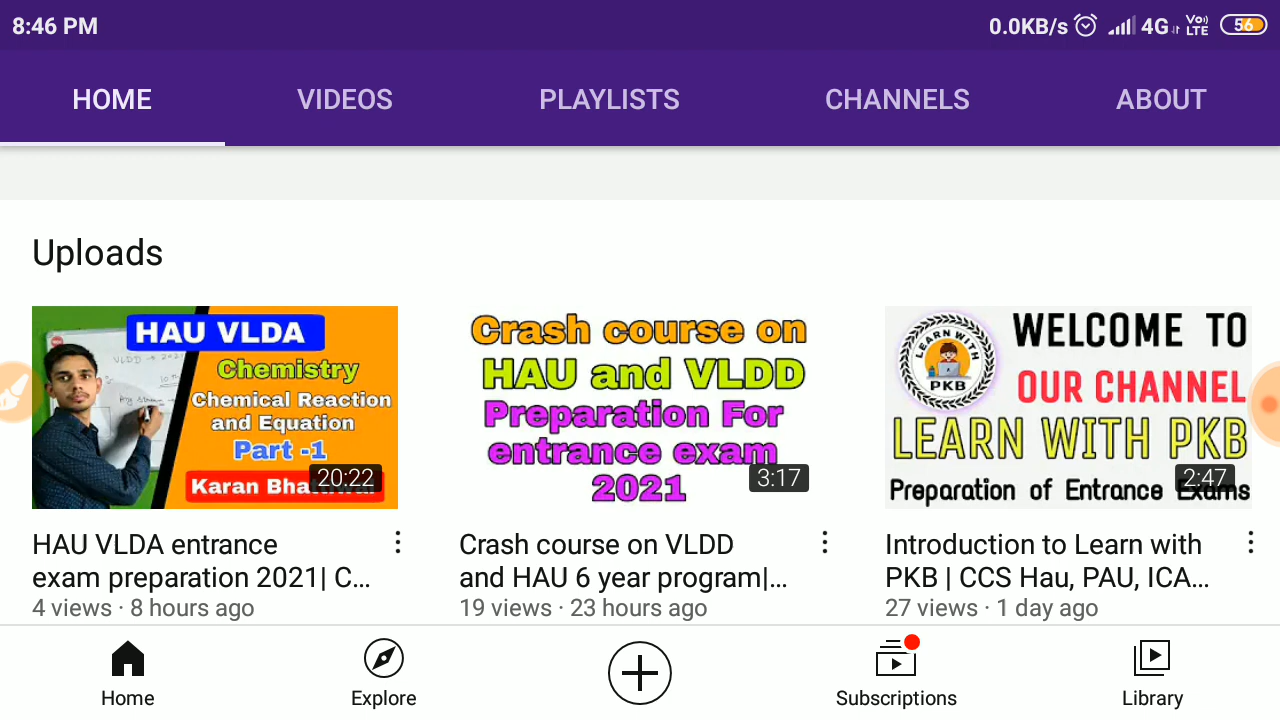 8:46 PM 0.0KB/s 4G Vo) LTE 56
HOME VIDEOS PLAYLISTS CHANNELS ABOUT
Uploads
HAU VLDA
Chemistry
Chemical Reaction
and Equation
Part -1
Karan
20:22
Crash course on
HAU and VLDD
Preparation For
entrance exam
2021
3:17
LEARN WITH
PKB
WELCOME TO
OUR CHANNEL
LEARN WITH PKB
Preparation of Entrance Exams
2:47
HAU VLDA entrance
exam preparation 2021| C...
4 views · 8 hours ago
Crash course on VLDD
and HAU 6 year program|...
19 views · 23 hours ago
Introduction to Learn with
PKB | CCS Hau, PAU, ICA...
27 views · 1 day ago
Home Explore Subscriptions Library